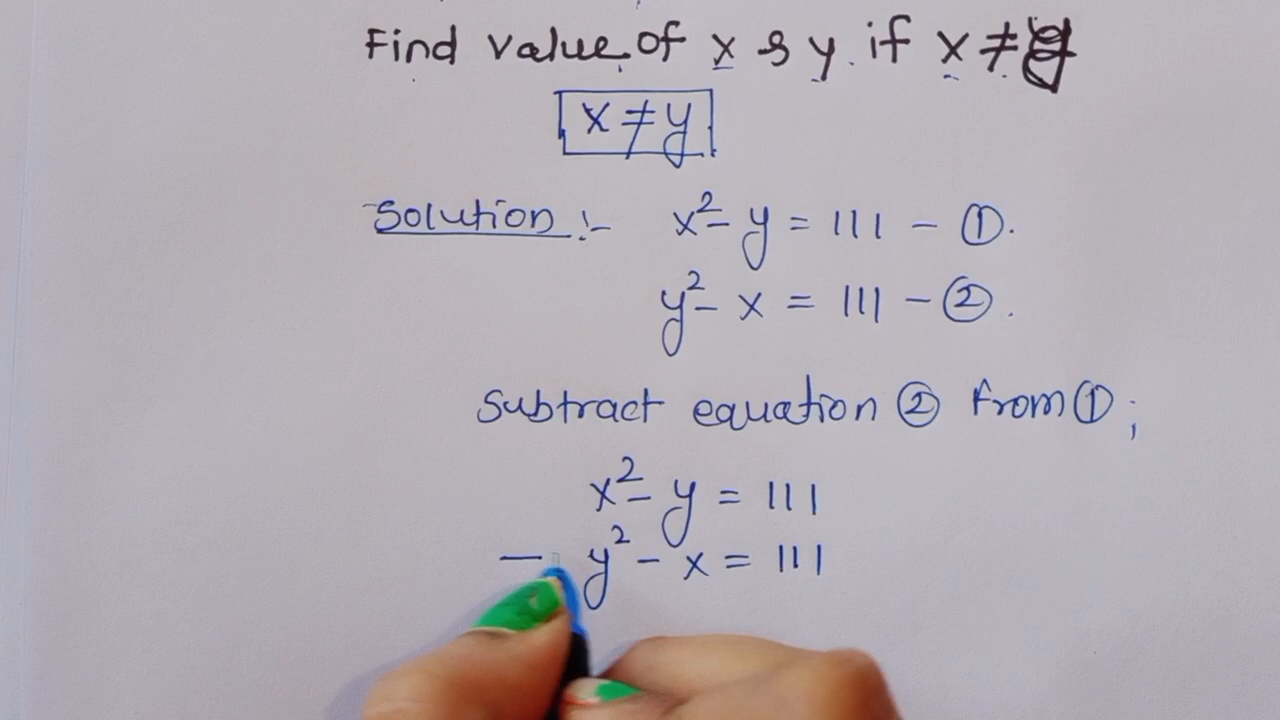 Find value of x & y. if x ≠
x ≠ y
Solution :- x² - y = 111 - ①.
y² - x = 111 - ②.
Subtract equation ② from ① ;
x² - y = 111
- y² - x = 111